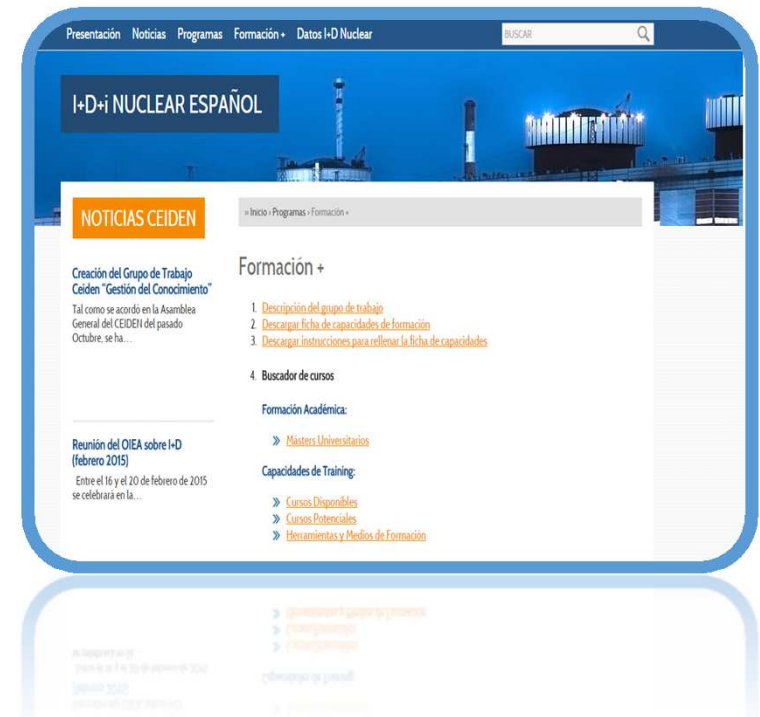 Presentación Noticias Programas Formación + Datos I+D Nuclear
BUSCAR
I+D+i NUCLEAR ESPAÑOL
NOTICIAS CEIDEN
Creación del Grupo de Trabajo
Ceiden "Gestión del Conocimiento"
Tal como se acordó en la Asamblea
General del CEIDEN del pasado
Octubre, se ha…
Reunión del OIEA sobre I+D
(febrero 2015)
Entre el 16 y el 20 de febrero de 2015
se celebrará en la…
» Inicio › Programas › Formación +
Formación +
1. Descripción del grupo de trabajo
2. Descargar ficha de capacidades de formación
3. Descargar instrucciones para rellenar la ficha de capacidades
4. Buscador de cursos
Formación Académica:
» Másters Universitarios
Capacidades de Training:
» Cursos Disponibles
» Cursos Potenciales
» Herramientas y Medios de Formación